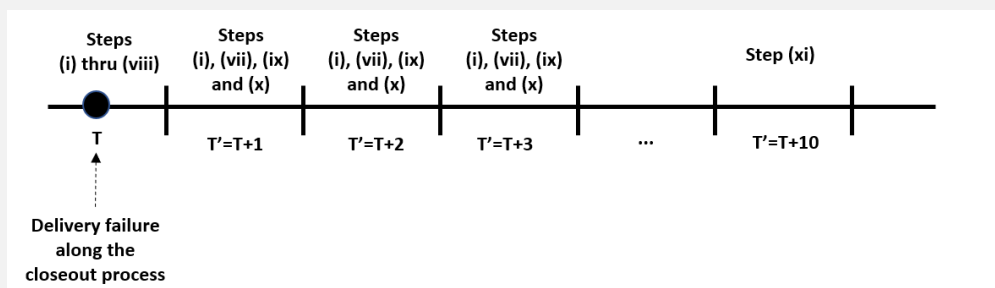 Steps
(i) thru (viii)
Steps
(i), (vii), (ix)
and (x)
Steps
(i), (vii), (ix)
and (x)
Steps
(i), (vii), (ix)
and (x)
Step (xi)
T
T’=T+1
T’=T+2
T’=T+3
...
T’=T+10
Delivery failure
along the
closeout process